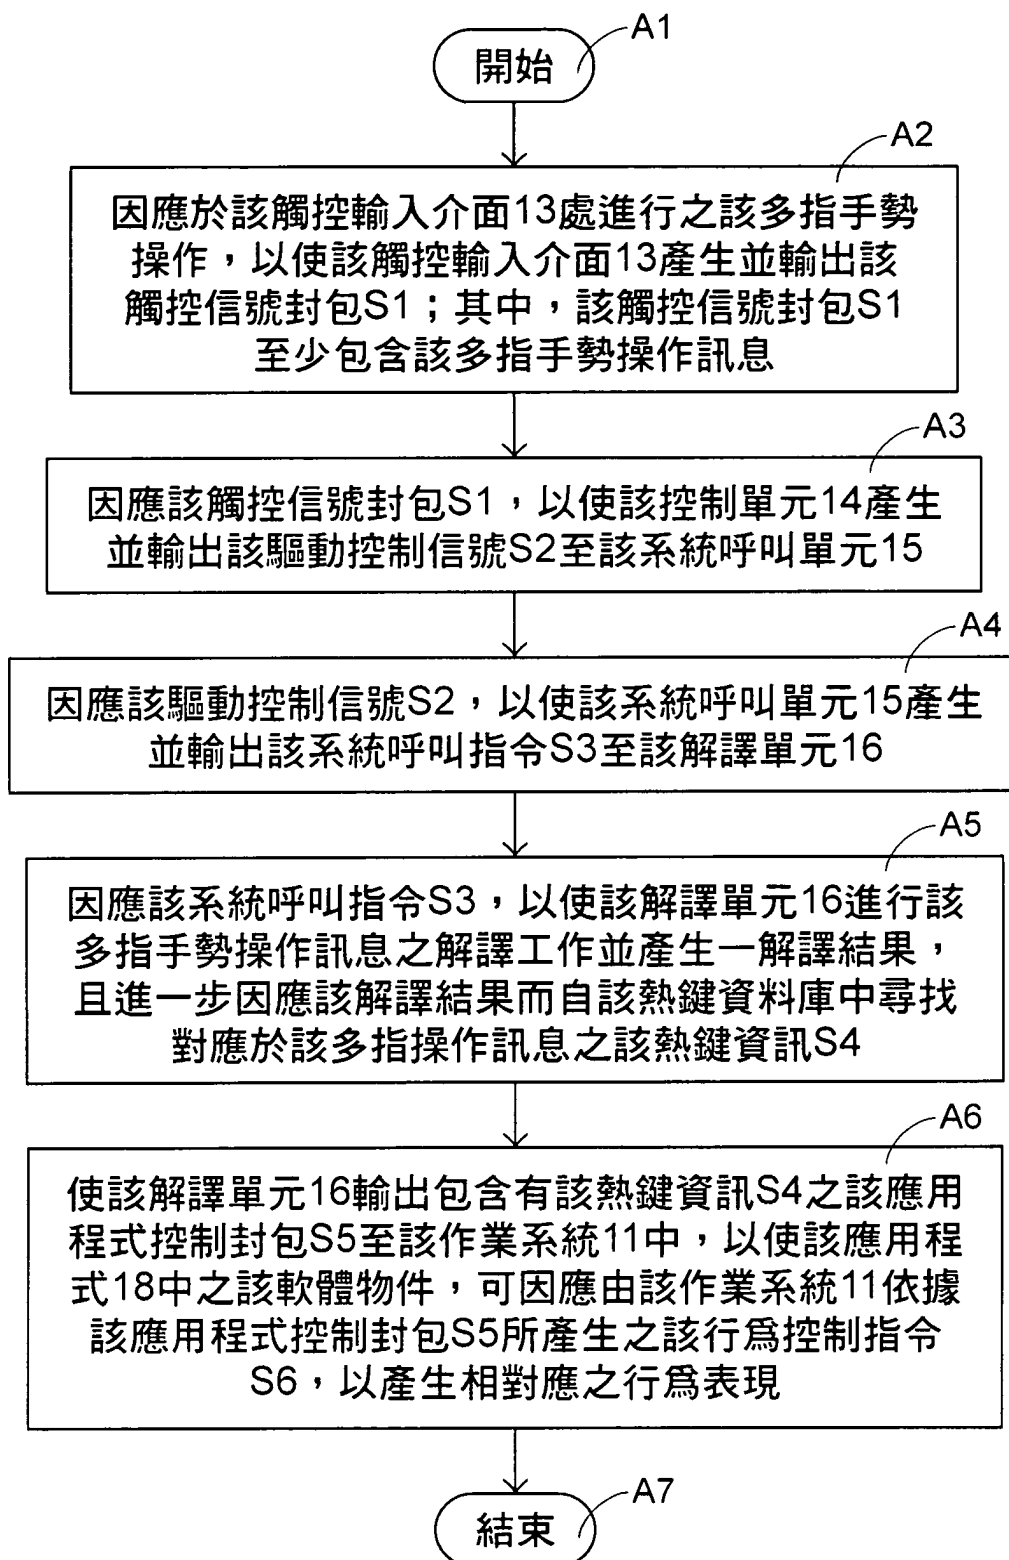 A1
開始
A2
因應於該觸控輸入介面13處進行之該多指手勢
操作，以使該觸控輸入介面13產生並輸出該
觸控信號封包S1；其中，該觸控信號封包S1
至少包含該多指手勢操作訊息
A3
因應該觸控信號封包S1，以使該控制單元14產生
並輸出該驅動控制信號S2至該系統呼叫單元15
A4
因應該驅動控制信號S2，以使該系統呼叫單元15產生
並輸出該系統呼叫指令S3至該解譯單元16
A5
因應該系統呼叫指令S3，以使該解譯單元16進行該
多指手勢操作訊息之解譯工作並產生一解譯結果，
且進一步因應該解譯結果而自該熱鍵資料庫中尋找
對應於該多指操作訊息之該熱鍵資訊S4
A6
使該解譯單元16輸出包含有該熱鍵資訊S4之該應用
程式控制封包S5至該作業系統11中，以使該應用程
式18中之該軟體物件，可因應由該作業系統11依據
該應用程式控制封包S5所產生之該行爲控制指令
S6，以產生相對應之行爲表現
A7
結束